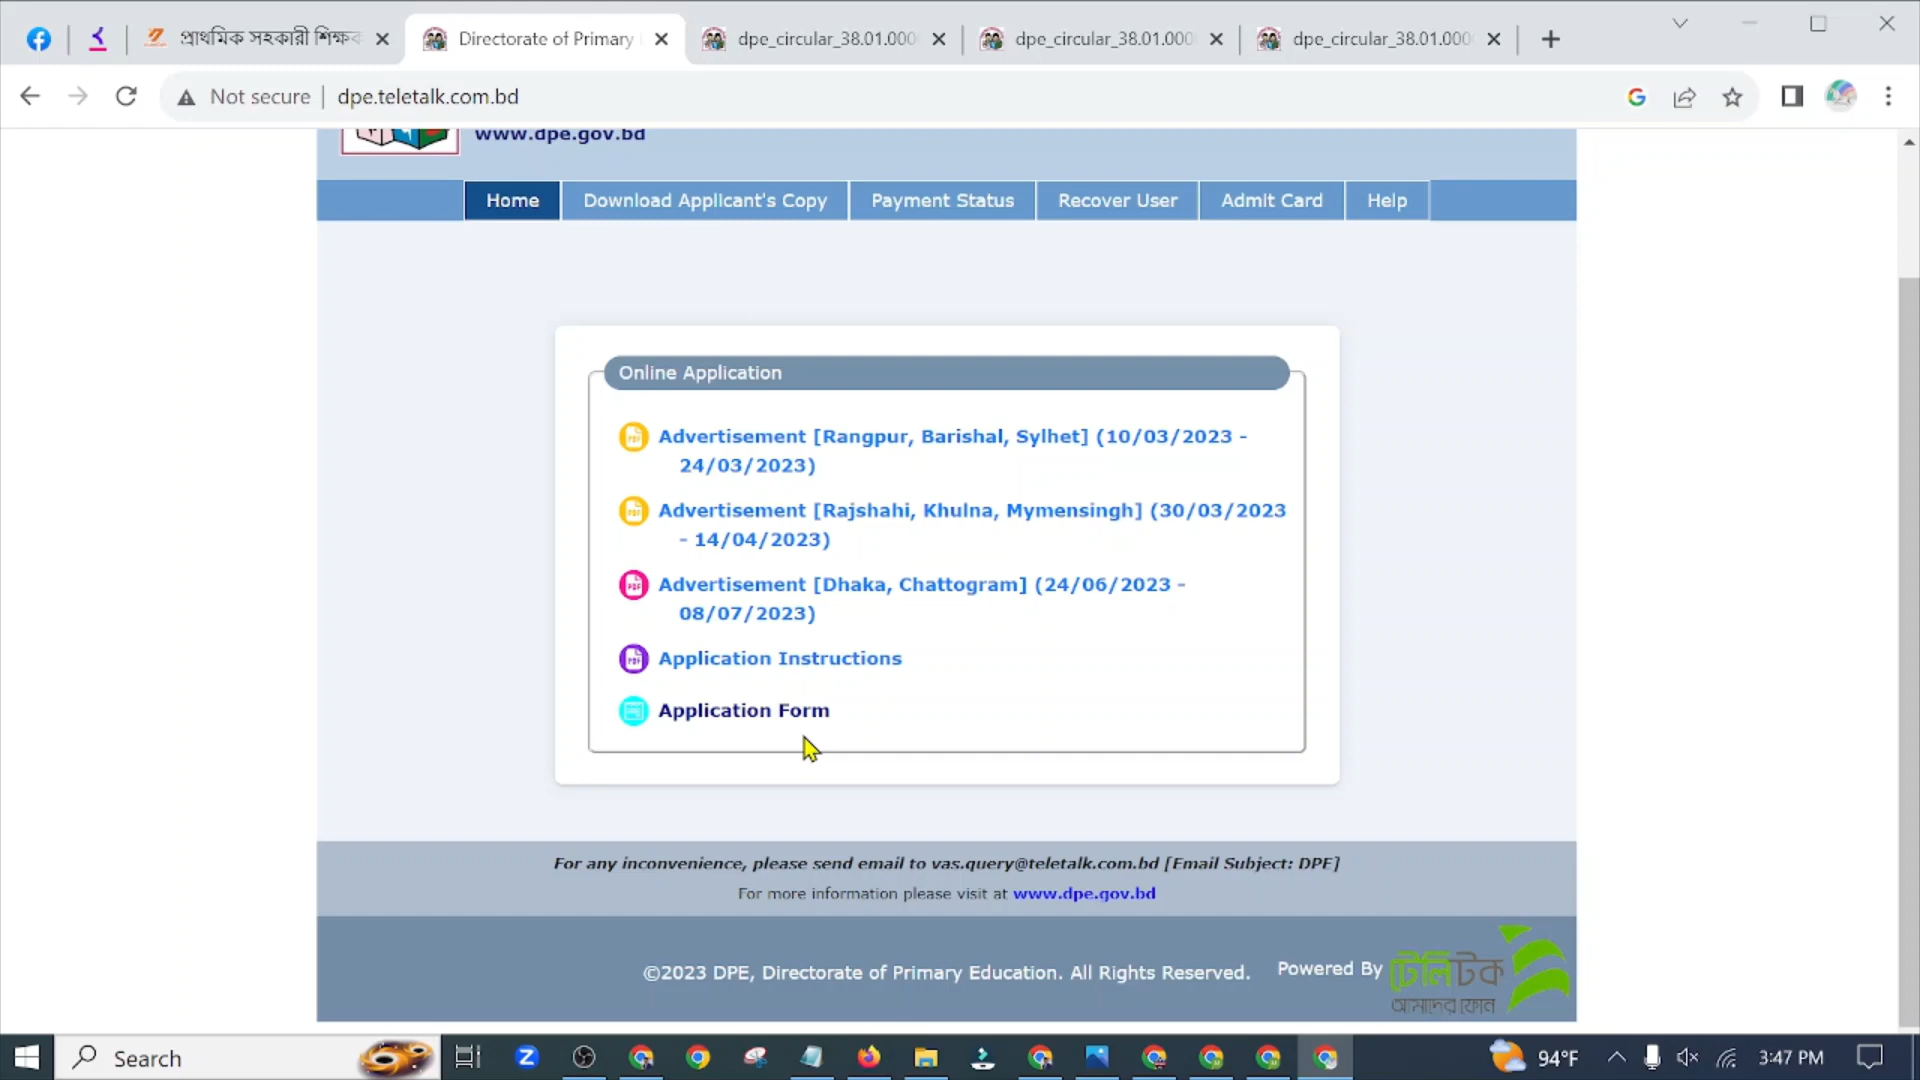 প্রাথমিক সহকারী শিক্ষ
Directorate of Primary
dpe_circular_38.01.000
dpe_circular_38.01.000
dpe_circular_38.01.000
Not secure
dpe.teletalk.com.bd
www.dpe.gov.bd
Home
Download Applicant's Copy
Payment Status
Recover User
Admit Card
Help
Online Application
Advertisement [Rangpur, Barishal, Sylhet] (10/03/2023 -
24/03/2023)
Advertisement [Rajshahi, Khulna, Mymensingh] (30/03/2023
- 14/04/2023)
Advertisement [Dhaka, Chattogram] (24/06/2023 -
08/07/2023)
Application Instructions
Application Form
For any inconvenience, please send email to vas.query@teletalk.com.bd [Email Subject: DPE]
For more information please visit at www.dpe.gov.bd
©2023 DPE, Directorate of Primary Education. All Rights Reserved.
Powered By
টেলিটক
আমাদের ফোন
Search
94°F
3:47 PM